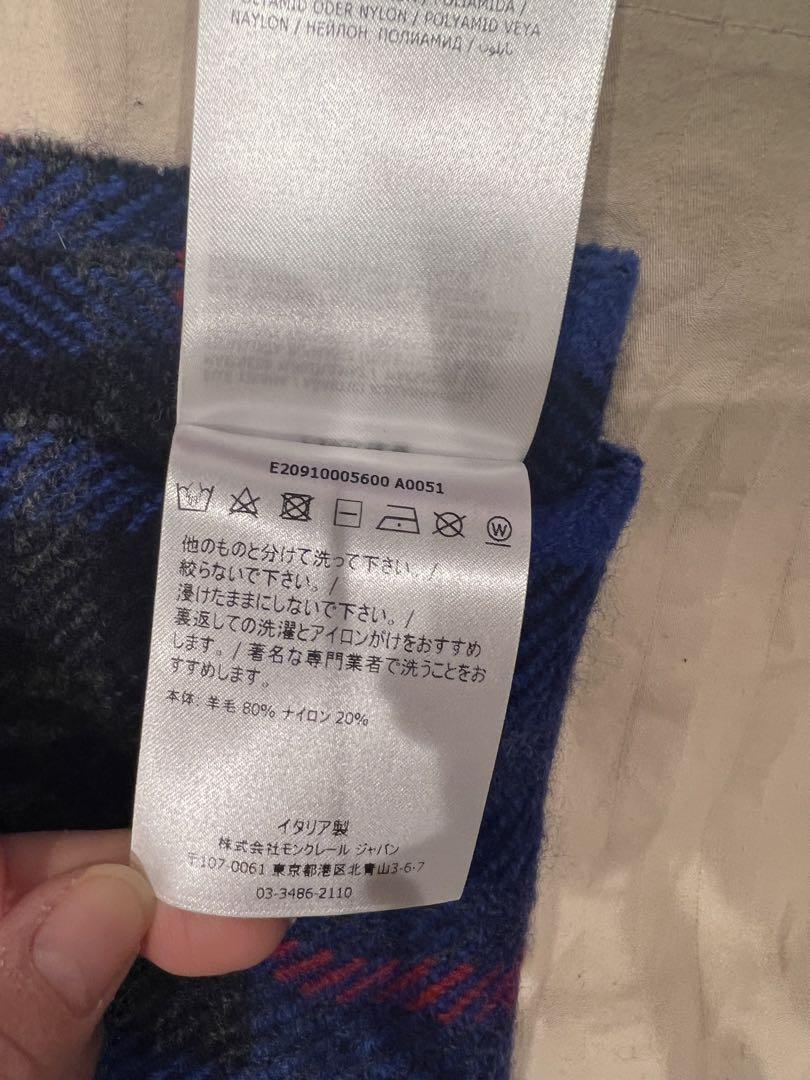 POLIAMIDA /
ODER NYLON / POLYAMID VEYA
NAYLON / НЕЙЛОН, ПОЛИАМИД / نايلون
E20910005600 A0051
W
他のものと分けて洗って下さい。/
絞らないで下さい。/
浸けたままにしないで下さい。/
裏返しての洗濯とアイロンがけをおすすめ
します。/ 著名な専門業者で洗うことをお
すすめします。
本体: 羊毛 80% ナイロン 20%
イタリア製
株式会社モンクレール ジャパン
〒107-0061 東京都港区北青山3-6-7
03-3486-2110